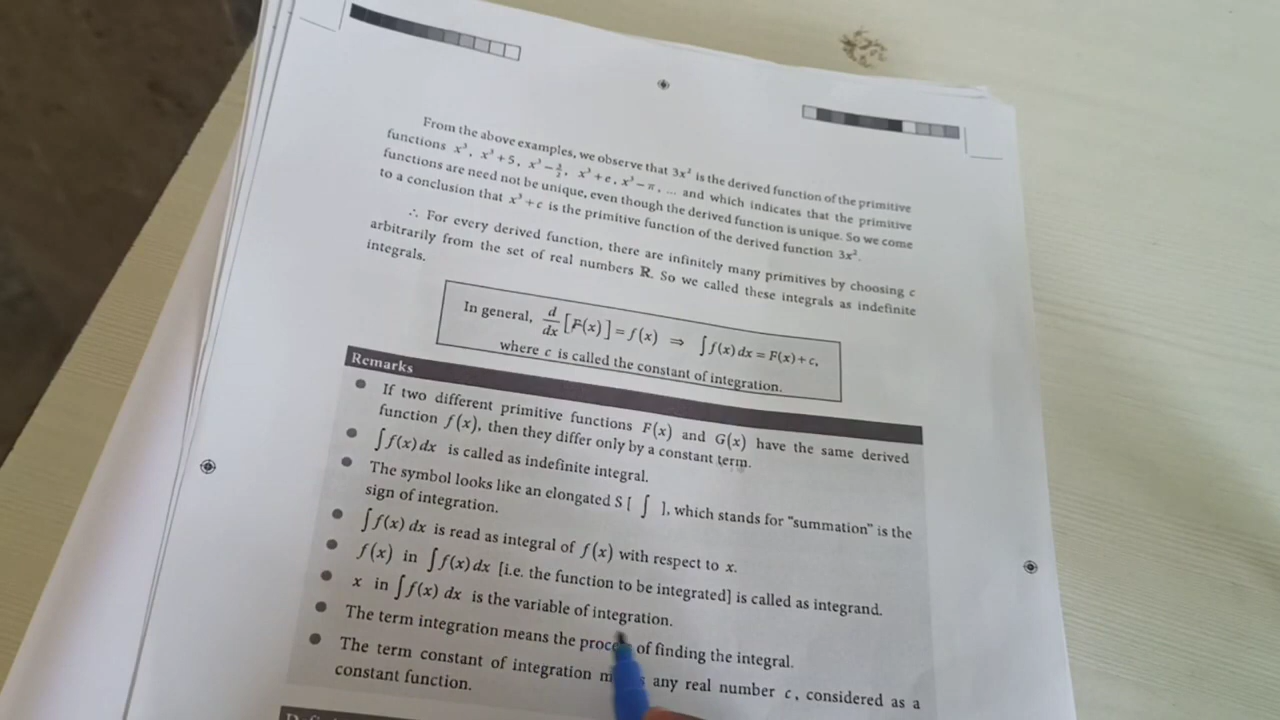 From the above examples, we observe that 3x² is the derived function of the primitive
functions x³, x³+5, x³−3/2, x³+e, x³−π, ... and which indicates that the primitive
functions are need not be unique, even though the derived function is unique. So we come
to a conclusion that x³+c is the primitive function of the derived function 3x².
∴ For every derived function, there are infinitely many primitives by choosing c
arbitrarily from the set of real numbers ℝ. So we called these integrals as indefinite
integrals.
In general, d/dx [F(x)] = f(x) ⇒ ∫f(x)dx = F(x)+c,
where c is called the constant of integration.
Remarks
● If two different primitive functions F(x) and G(x) have the same derived
function f(x), then they differ only by a constant term.
● ∫f(x)dx is called as indefinite integral.
● The symbol looks like an elongated S [ ∫ ], which stands for "summation" is the
sign of integration.
● ∫f(x) dx is read as integral of f(x) with respect to x.
● f(x) in ∫f(x)dx [i.e. the function to be integrated] is called as integrand.
● x in ∫f(x) dx is the variable of integration.
● The term integration means the of finding the integral.
● The term constant of integration any real number c, considered as a
constant function.